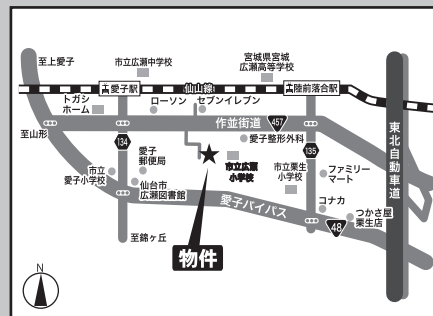 至上愛子
市立広瀬中学校
宮城県宮城
広瀬高等学校
愛子駅
仙山線
陸前落合駅
トガシ
ホーム
ローソン
セブンイレブン
作並街道
457
至山形
134
愛子
郵便局
愛子整形外科
135
東北自動車道
市立広瀬
小学校
市立栗生
小学校
ファミリー
マート
市立
愛子小学校
仙台市
広瀬図書館
愛子バイパス
コナカ
つかさ屋
栗生店
48
至錦ヶ丘
物件
N